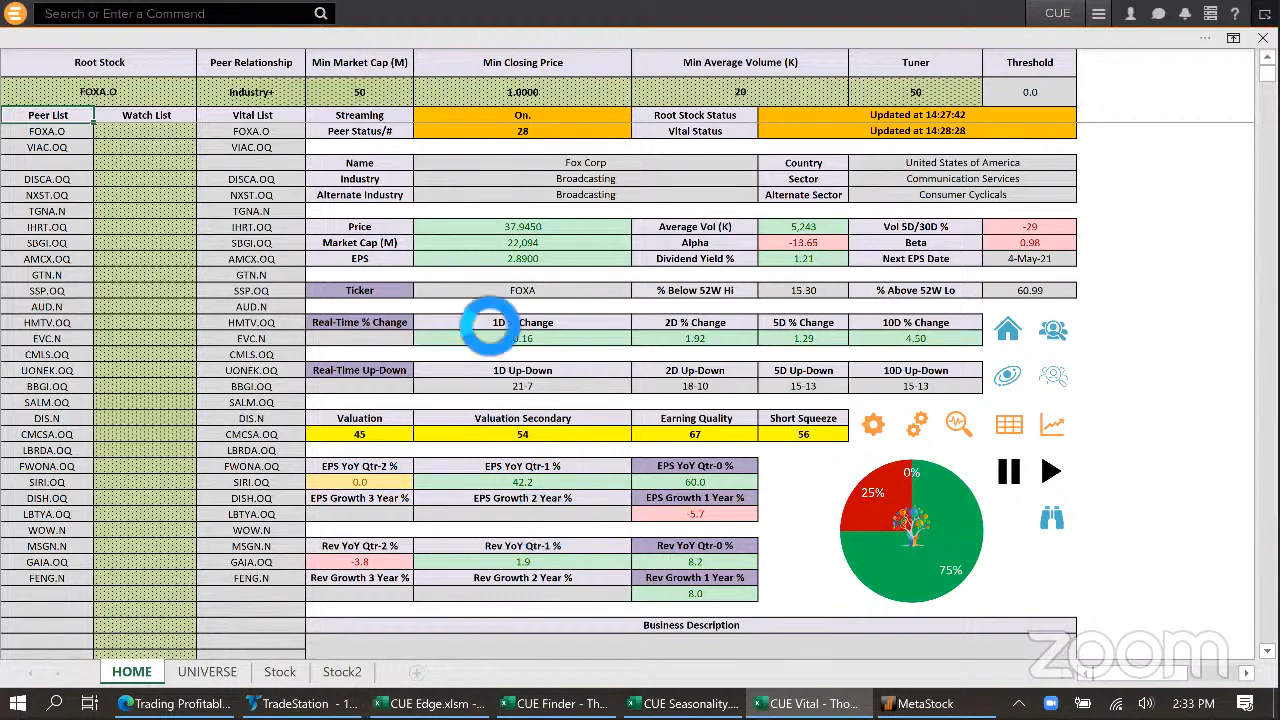 Search or Enter a Command CUE
Root Stock Peer Relationship Min Market Cap (M) Min Closing Price Min Average Volume (K) Tuner Threshold
FOXA.O Industry+ 50 1.0000 20 50 0.0
Peer List Watch List Vital List Streaming On. Root Stock Status Updated at 14:27:42
FOXA.O FOXA.O Peer Status/# 28 Vital Status Updated at 14:28:28
VIAC.OQ VIAC.OQ
Name Fox Corp Country United States of America
DISCA.OQ DISCA.OQ Industry Broadcasting Sector Communication Services
NXST.OQ NXST.OQ Alternate Industry Broadcasting Alternate Sector Consumer Cyclicals
TGNA.N TGNA.N
IHRT.OQ IHRT.OQ Price 37.9450 Average Vol (K) 5,243 Vol 5D/30D % -29
SBGI.OQ SBGI.OQ Market Cap (M) 22,094 Alpha -13.65 Beta 0.98
AMCX.OQ AMCX.OQ EPS 2.8900 Dividend Yield % 1.21 Next EPS Date 4-May-21
GTN.N GTN.N
SSP.OQ SSP.OQ Ticker FOXA % Below 52W Hi 15.30 % Above 52W Lo 60.99
AUD.N AUD.N
HMTV.OQ HMTV.OQ Real-Time % Change 1D Change 2D % Change 5D % Change 10D % Change
EVC.N EVC.N .16 1.92 1.29 4.50
CMLS.OQ CMLS.OQ
UONEK.OQ UONEK.OQ Real-Time Up-Down 1D Up-Down 2D Up-Down 5D Up-Down 10D Up-Down
BBGI.OQ BBGI.OQ 21-7 18-10 15-13 15-13
SALM.OQ SALM.OQ
DIS.N DIS.N Valuation Valuation Secondary Earning Quality Short Squeeze
CMCSA.OQ CMCSA.OQ 45 54 67 56
LBRDA.OQ LBRDA.OQ
FWONA.OQ FWONA.OQ EPS YoY Qtr-2 % EPS YoY Qtr-1 % EPS YoY Qtr-0 %
SIRI.OQ SIRI.OQ 0.0 42.2 60.0
DISH.OQ DISH.OQ EPS Growth 3 Year % EPS Growth 2 Year % EPS Growth 1 Year %
LBTYA.OQ LBTYA.OQ -5.7
WOW.N WOW.N
MSGN.N MSGN.N Rev YoY Qtr-2 % Rev YoY Qtr-1 % Rev YoY Qtr-0 %
GAIA.OQ GAIA.OQ -3.8 1.9 8.2
FENG.N FENG.N Rev Growth 3 Year % Rev Growth 2 Year % Rev Growth 1 Year %
8.0
0%
25%
75%
Business Description
zoom
HOME UNIVERSE Stock Stock2
Trading Profitabl... TradeStation - 1... CUE Edge.xlsm -... CUE Finder - Th... CUE Seasonality.... CUE Vital - Tho... MetaStock 2:33 PM